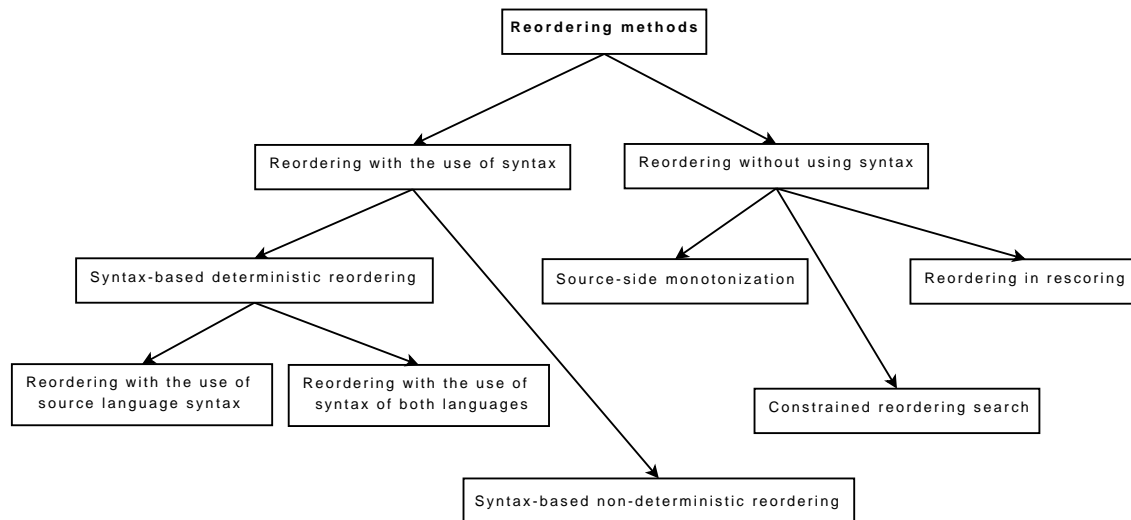 Reordering methods
Reordering with the use of syntax
Reordering without using syntax
Syntax-based deterministic reordering
Source-side monotonization
Reordering in rescoring
Reordering with the use of
source language syntax
Reordering with the use of
syntax of both languages
Constrained reordering search
Syntax-based non-deterministic reordering